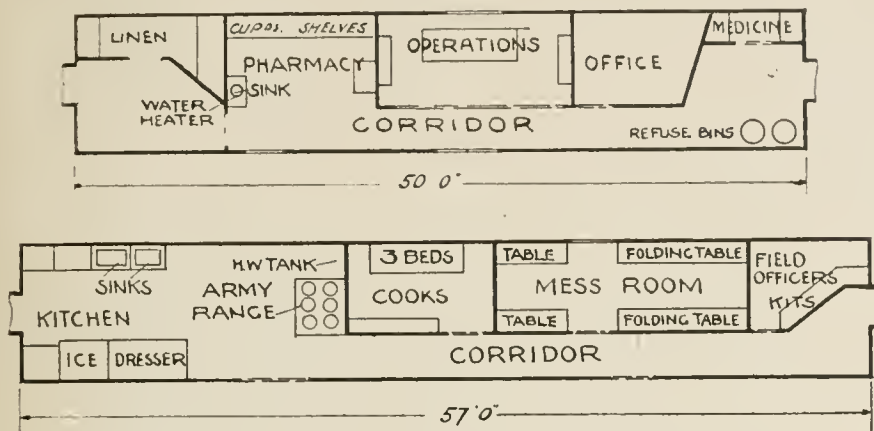 LINEN
CUPDS. SHELVES
OPERATIONS
MEDICINE
PHARMACY
OFFICE
SINK
WATER
HEATER
CORRIDOR
REFUSE BINS
50 0"
3 BEDS
TABLE
FOLDING TABLE
H.W TANK
FIELD
OFFICERS
KITS
SINKS
ARMY
RANGE
COOKS
MESS ROOM
KITCHEN
TABLE
FOLDING TABLE
ICE
DRESSER
CORRIDOR
57'0"